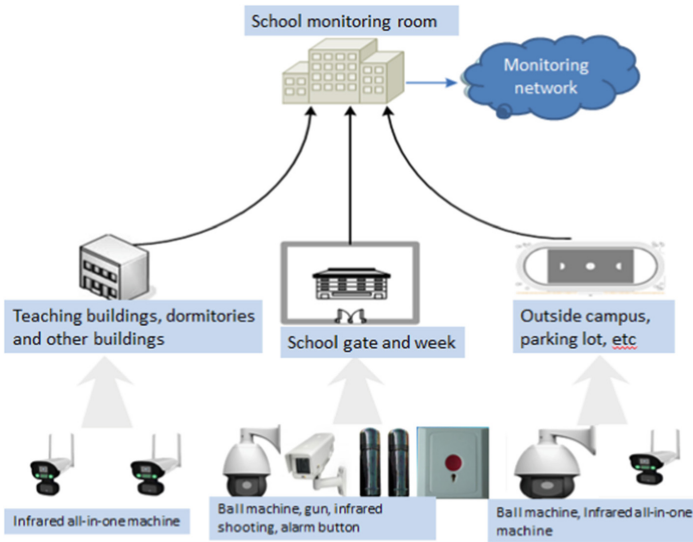 School monitoring room
Monitoring
network
Teaching buildings, dormitories
and other buildings
School gate and week
Outside campus,
parking lot, etc
Infrared all-in-one machine
Ball machine, gun, infrared
shooting, alarm button
Ball machine, Infrared all-in-one
machine